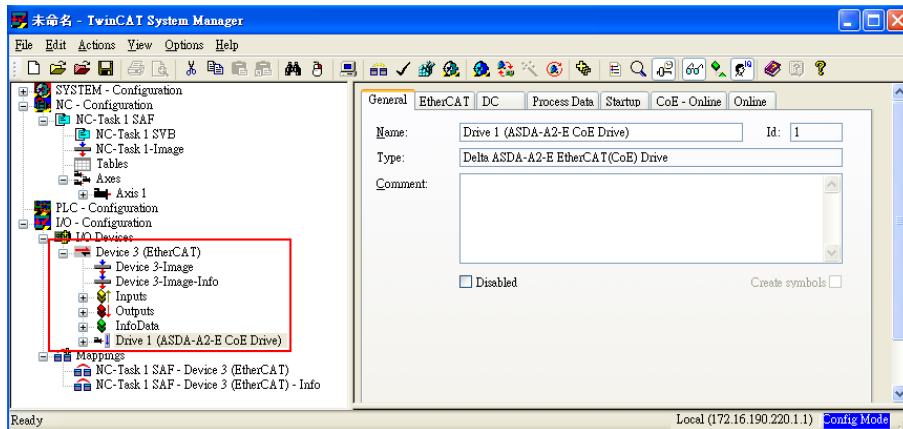 未命名 - TwinCAT System Manager
File Edit Actions View Options Help
SYSTEM - Configuration
NC - Configuration
NC-Task 1 SAF
NC-Task 1 SVB
NC-Task 1-Image
Tables
Axes
Axis 1
PLC - Configuration
I/O - Configuration
I/O Devices
Device 3 (EtherCAT)
Device 3-Image
Device 3-Image-Info
Inputs
Outputs
InfoData
Drive 1 (ASDA-A2-E CoE Drive)
Mappings
NC-Task 1 SAF - Device 3 (EtherCAT)
NC-Task 1 SAF - Device 3 (EtherCAT) - Info
General EtherCAT DC Process Data Startup CoE - Online Online
Name: Drive 1 (ASDA-A2-E CoE Drive) Id: 1
Type: Delta ASDA-A2-E EtherCAT(CoE) Drive
Comment:
Disabled Create symbols
Ready Local (172.16.190.220.1.1) Config Mode